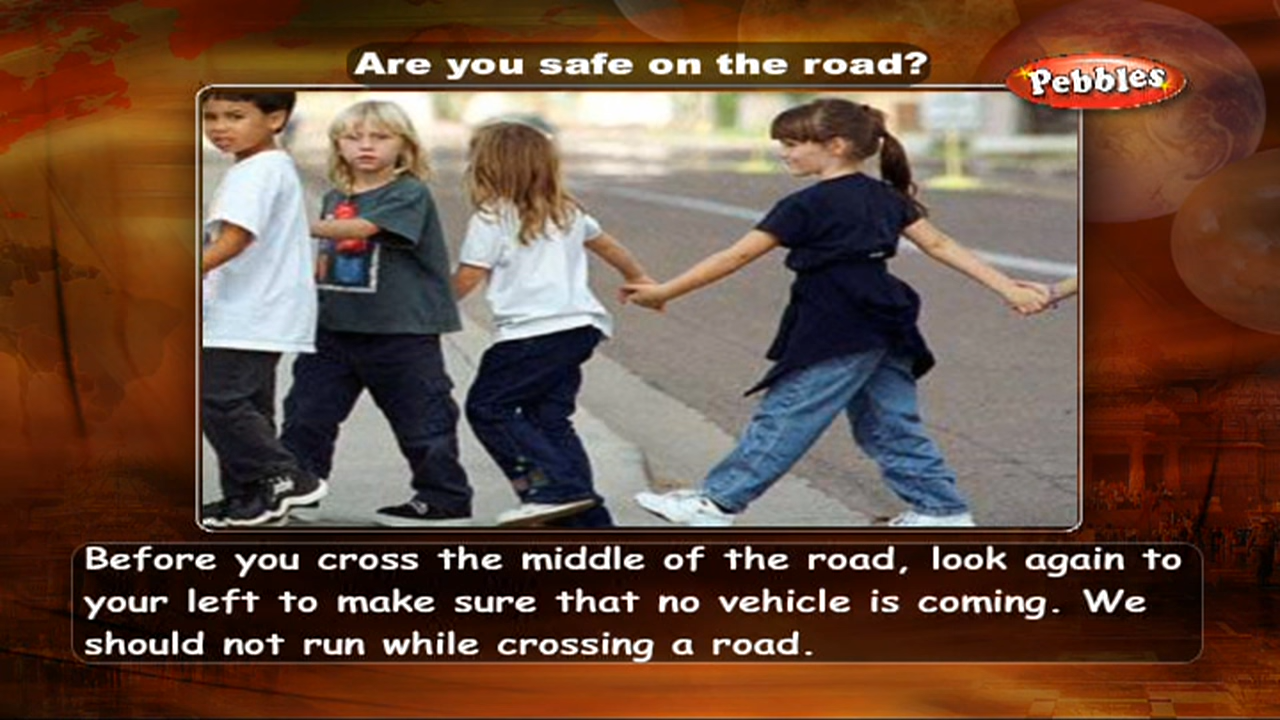 Are you safe on the road?
Pebbles
Before you cross the middle of the road, look again to
your left to make sure that no vehicle is coming. We
should not run while crossing a road.